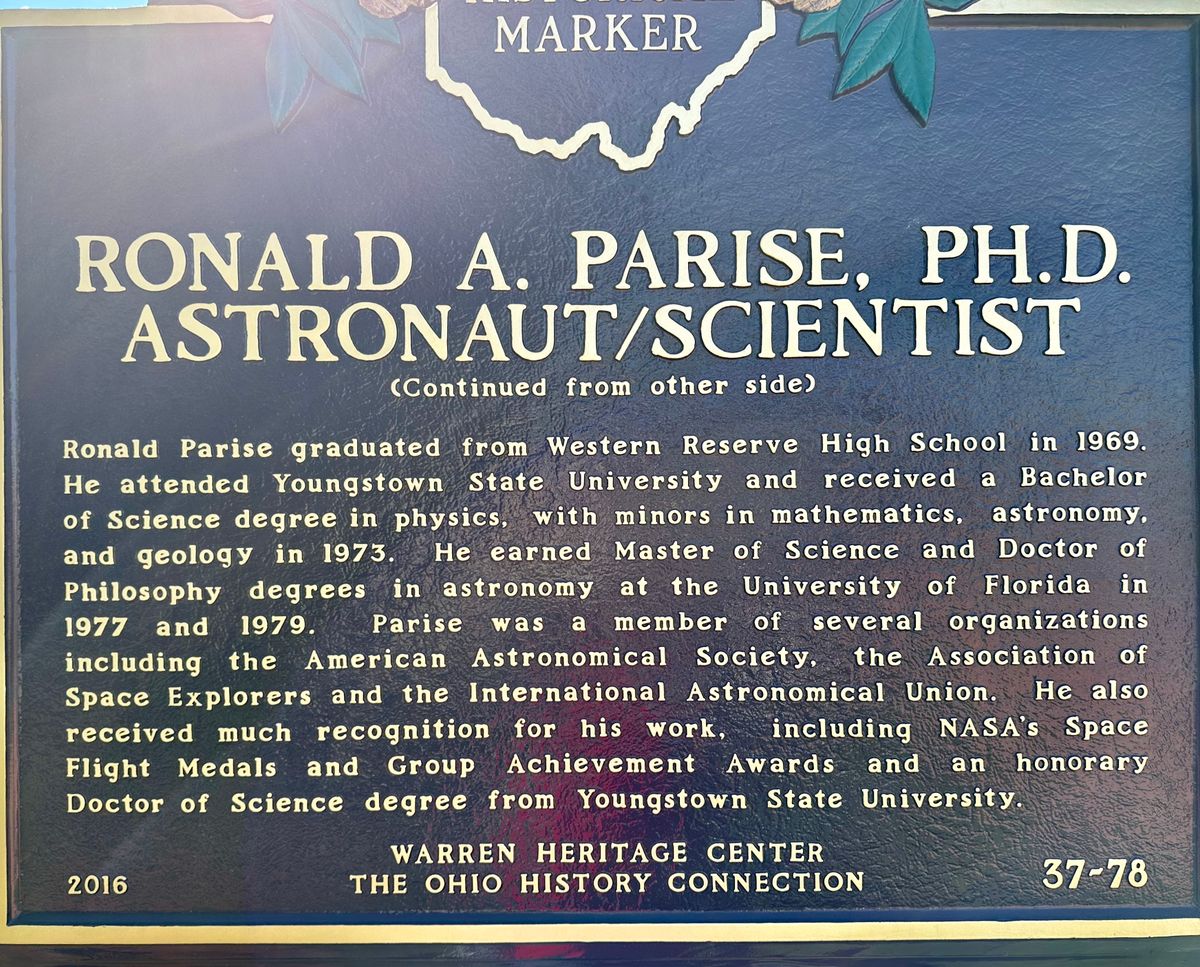 HISTORICAL
MARKER
RONALD A. PARISE, PH.D.
ASTRONAUT/SCIENTIST
(Continued from other side)
Ronald Parise graduated from Western Reserve High School in 1969.
He attended Youngstown State University and received a Bachelor
of Science degree in physics, with minors in mathematics, astronomy,
and geology in 1973. He earned Master of Science and Doctor of
Philosophy degrees in astronomy at the University of Florida in
1977 and 1979. Parise was a member of several organizations
including the American Astronomical Society, the Association of
Space Explorers and the International Astronomical Union. He also
received much recognition for his work, including NASA's Space
Flight Medals and Group Achievement Awards and an honorary
Doctor of Science degree from Youngstown State University.
WARREN HERITAGE CENTER
2016 THE OHIO HISTORY CONNECTION 37-78